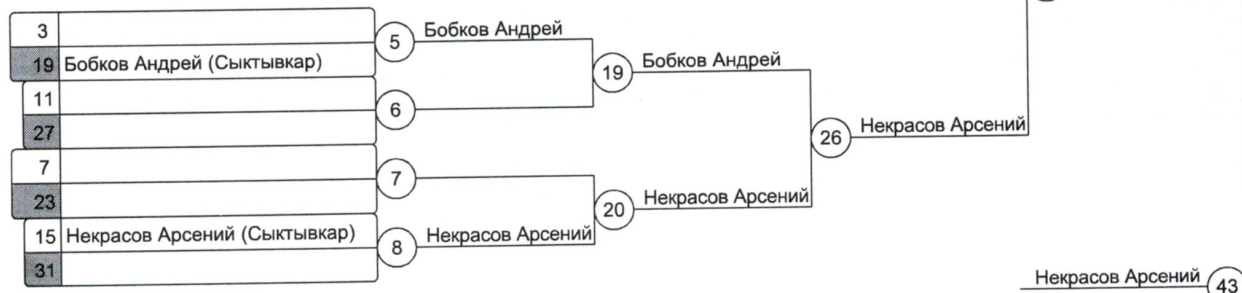 3
5
Бобков Андрей
19
Бобков Андрей (Сыктывкар)
19
Бобков Андрей
11
6
27
26
Некрасов Арсений
7
7
23
20
Некрасов Арсений
15
Некрасов Арсений (Сыктывкар)
8
Некрасов Арсений
31
Некрасов Арсений
43